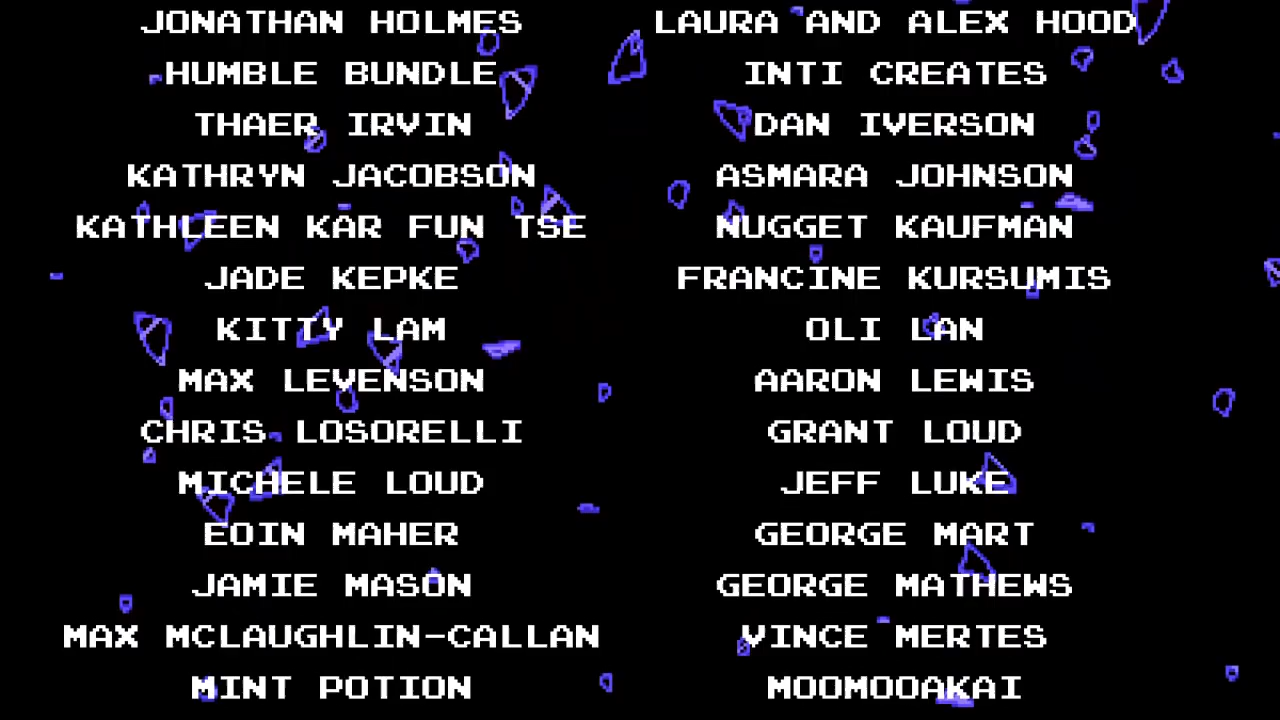 JONATHAN HOLMES LAURA AND ALEX HOOD
HUMBLE BUNDLE INTI CREATES
THAER IRVIN DAN IVERSON
KATHRYN JACOBSON ASMARA JOHNSON
KATHLEEN KAR FUN TSE NUGGET KAUFMAN
JADE KEPKE FRANCINE KURSUMIS
KITTY LAM OLI LAN
MAX LEVENSON AARON LEWIS
CHRIS LOSORELLI GRANT LOUD
MICHELE LOUD JEFF LUKE
EOIN MAHER GEORGE MART
JAMIE MASON GEORGE MATHEWS
MAX MCLAUGHLIN-CALLAN VINCE MERTES
MINT POTION MOOMOOAKAI